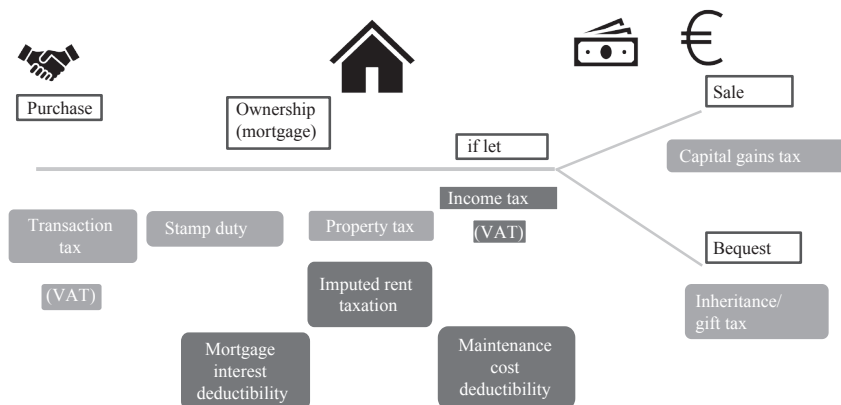 Purchase
Ownership
(mortgage)
if let
Sale
Capital gains tax
Income tax
(VAT)
Transaction
tax
Stamp duty
Property tax
(VAT)
Imputed rent
taxation
Bequest
Inheritance/
gift tax
Mortgage
interest
deductibility
Maintenance
cost
deductibility